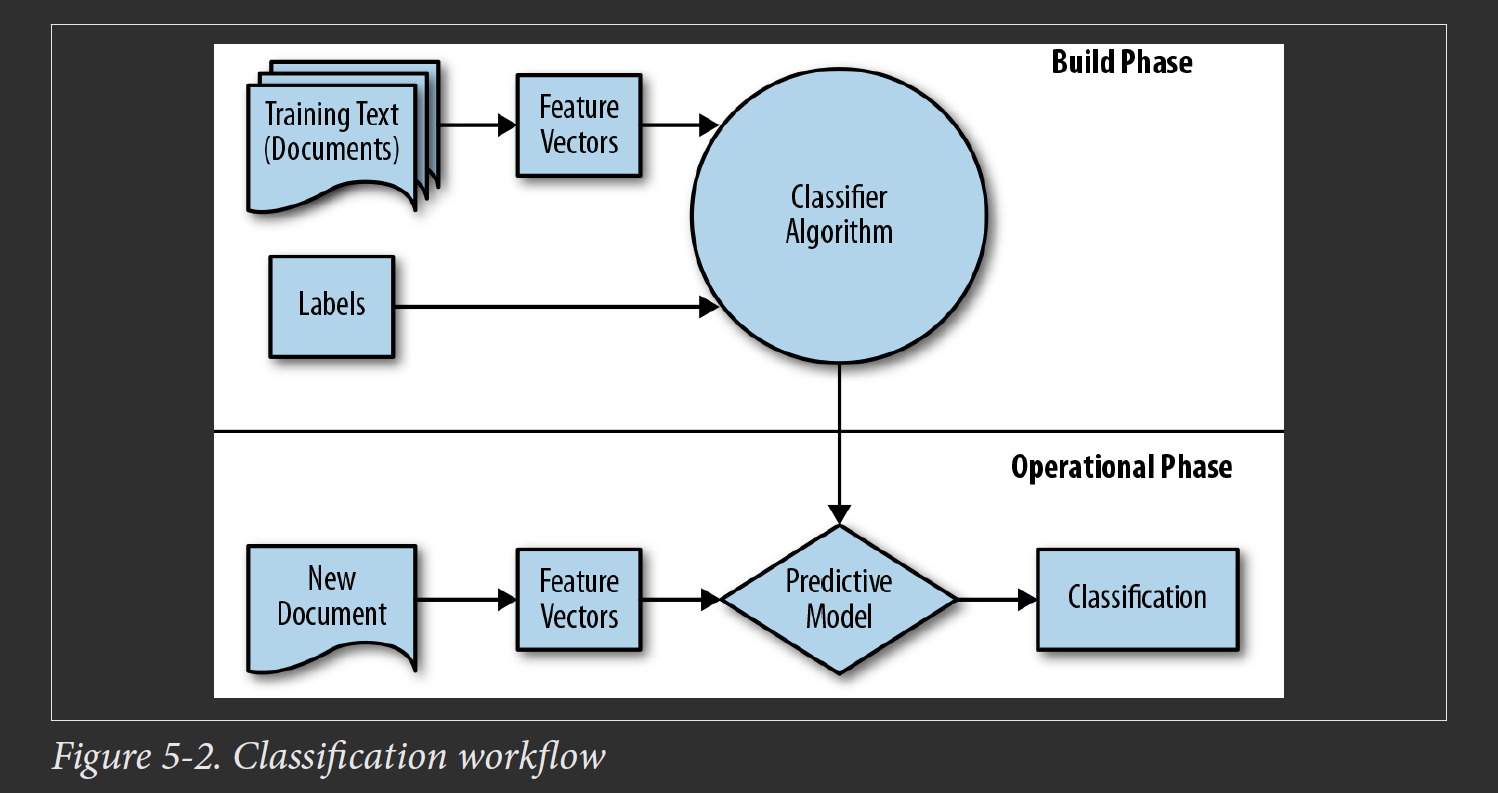 Build Phase
Training Text
(Documents)
Feature
Vectors
Classifier
Algorithm
Labels
Operational Phase
New
Document
Feature
Vectors
Predictive
Model
Classification
Figure 5-2. Classification workflow